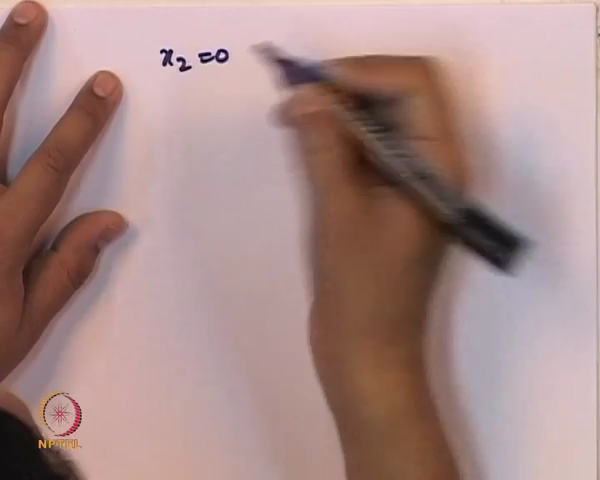 x₂ = 0
NPTEL